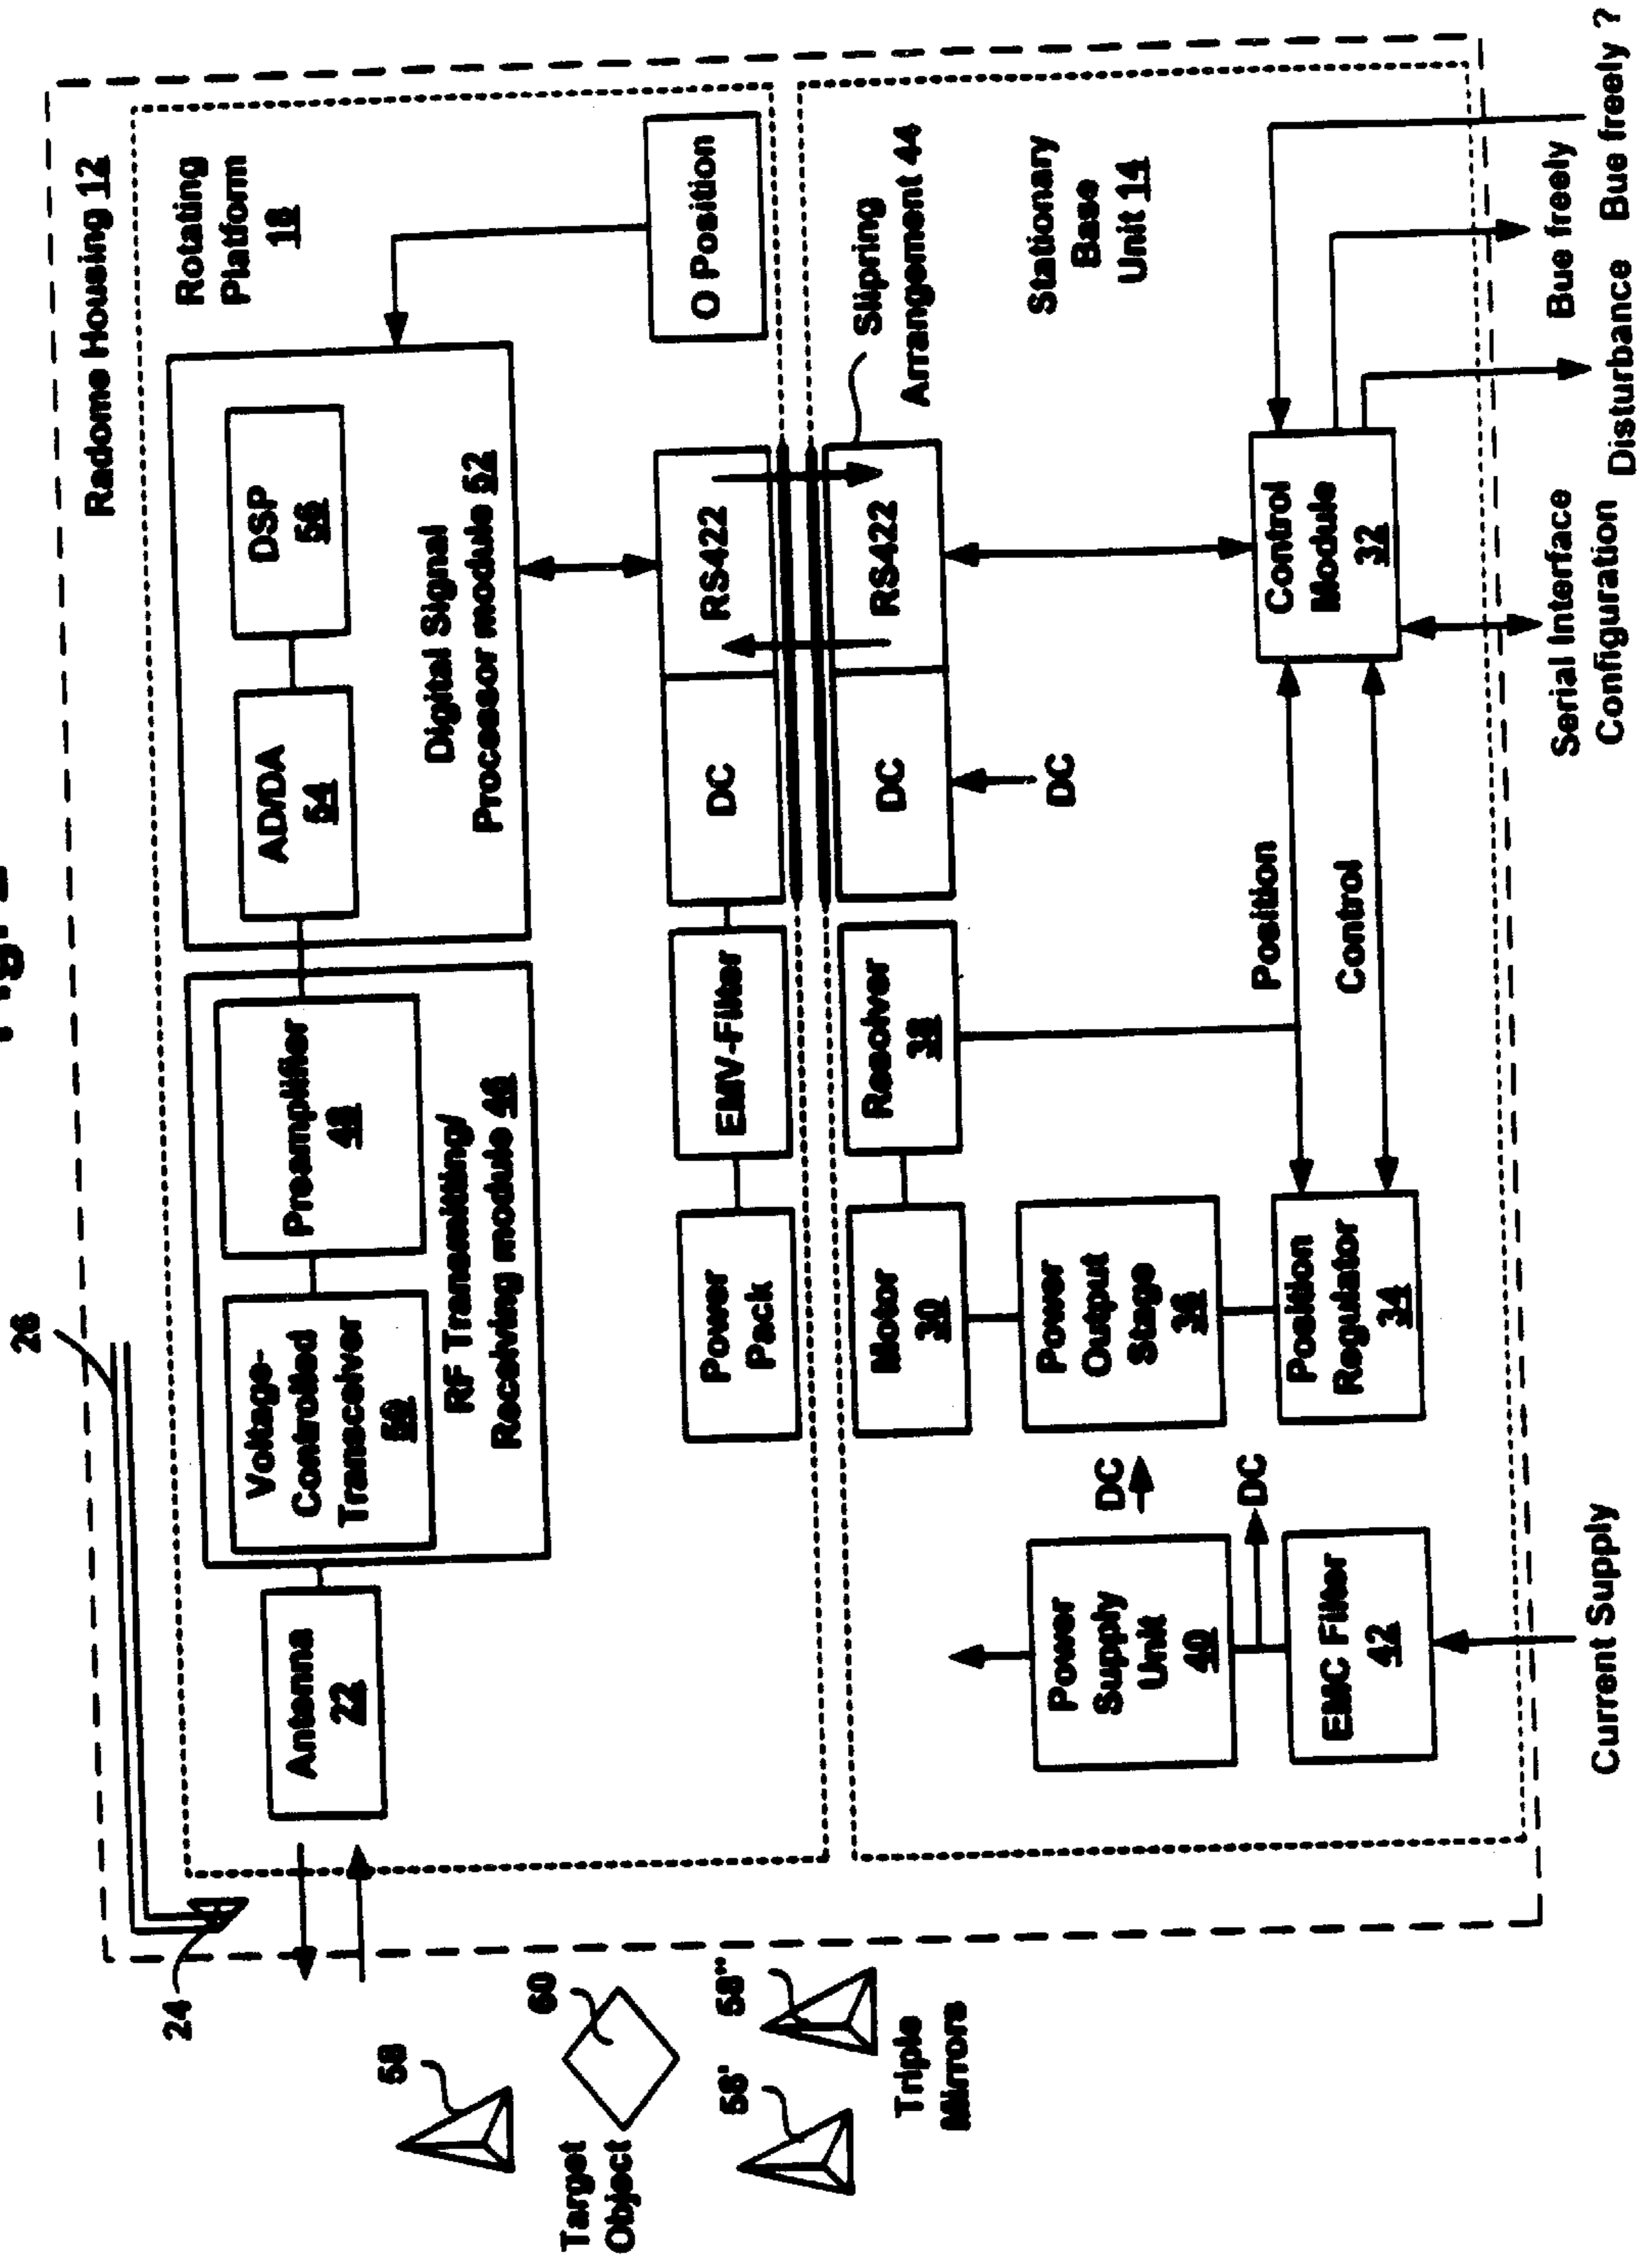 26
24
Radome Housing 12
Rotating
Platform
18
Antenna
22
Voltage-
Controlled
Transceiver
50
Preamplifier
48
RF Transmitting/
Receiving module 46
AD/DA
54
DSP
56
Digital Signal
Processor module 52
O Position
58
60
Target
Object
58'
58"
Triple
Mirrors
Power
Pack
EMV-Filter
DC
RS422
Motor
30
Resolver
38
DC
RS422
Slipring
Arrangement 44
DC
Stationary
Base
Unit 14
Power
Supply
Unit
40
DC
Power
Output
Stage
36
EMC Filter
42
DC
Position
Regulator
34
Position
Control
Control
Module
32
Current Supply
Serial Interface
Configuration
Disturbance
Bue freely
Bue freely ?